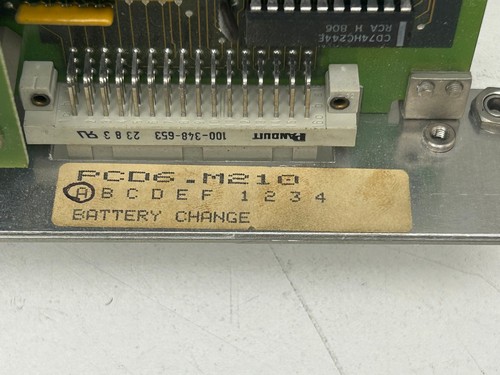 CD74HC244E
RCA H 806
PANDUIT 100-348-653 23 8 3
PCD6.M210
A B C D E F 1 2 3 4
BATTERY CHANGE